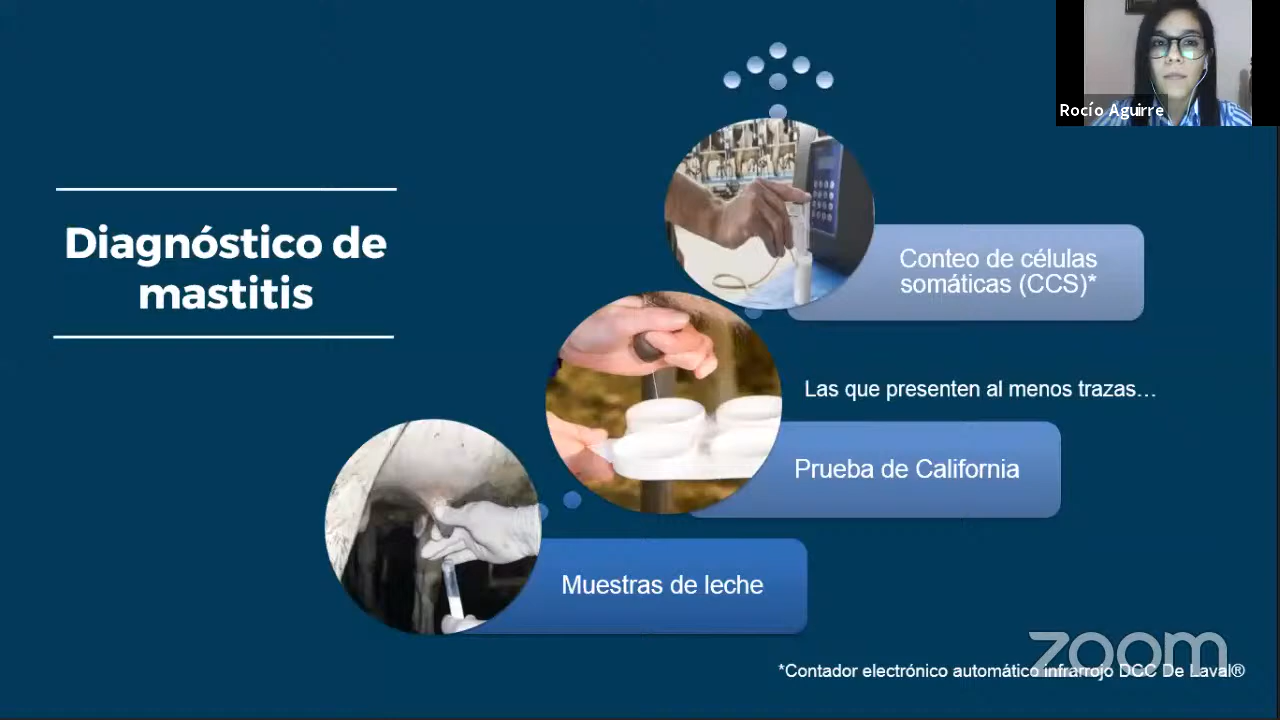 Rocío Aguirre
Diagnóstico de
mastitis
Conteo de células
somáticas (CCS)*
Las que presenten al menos trazas…
Prueba de California
Muestras de leche
zoom
*Contador electrónico automático infrarrojo DCC De Laval®